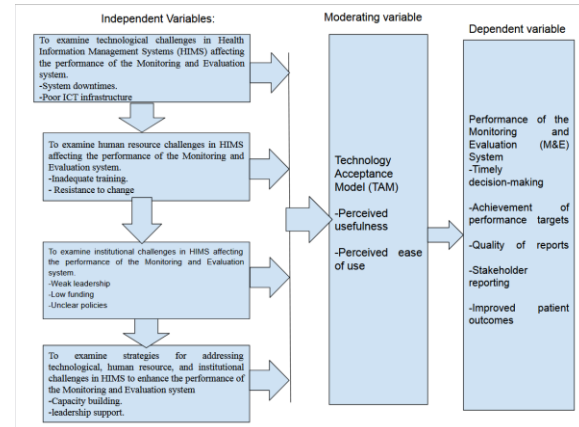 Independent Variables:
To examine technological challenges in Health
Information Management Systems (HIMS) affecting
the performance of the Monitoring and Evaluation
system.
-System downtimes.
-Poor ICT infrastructure
To examine human resource challenges in HIMS
affecting the performance of the Monitoring and
Evaluation system.
-Inadequate training.
- Resistance to change
To examine institutional challenges in HIMS affecting
the performance of the Monitoring and Evaluation
system.
-Weak leadership
-Low funding
-Unclear policies
To examine strategies for addressing
technological, human resource, and institutional
challenges in HIMS to enhance the performance of
the Monitoring and Evaluation system
-Capacity building.
-leadership support.
Moderating variable
Technology
Acceptance
Model (TAM)
-Perceived
usefulness
-Perceived ease
of use
Dependent variable
Performance of the
Monitoring and
Evaluation (M&E)
System
-Timely
decision-making
-Achievement of
performance targets
-Quality of reports
-Stakeholder
reporting
-Improved patient
outcomes